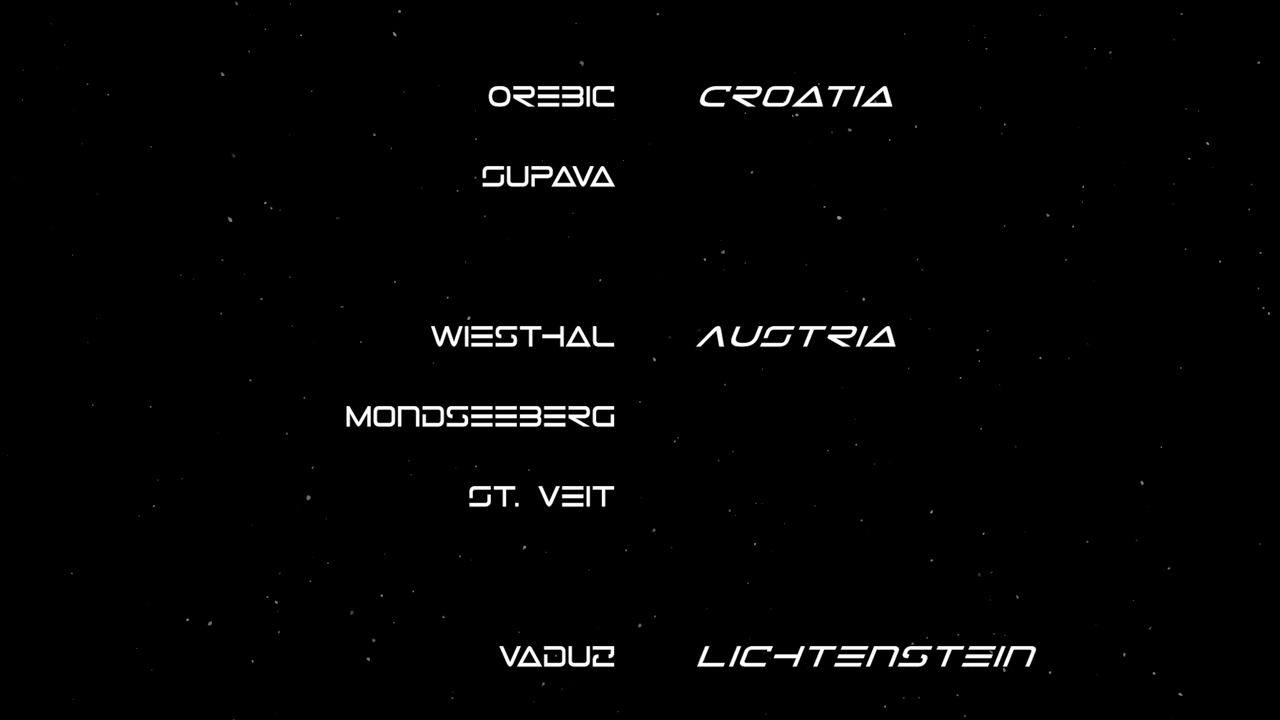 OREBIC CROATIA
SUPAVA
WIESTHAL AUSTRIA
MONDSEEBERG
ST. VEIT
VADUZ LICHTENSTEIN